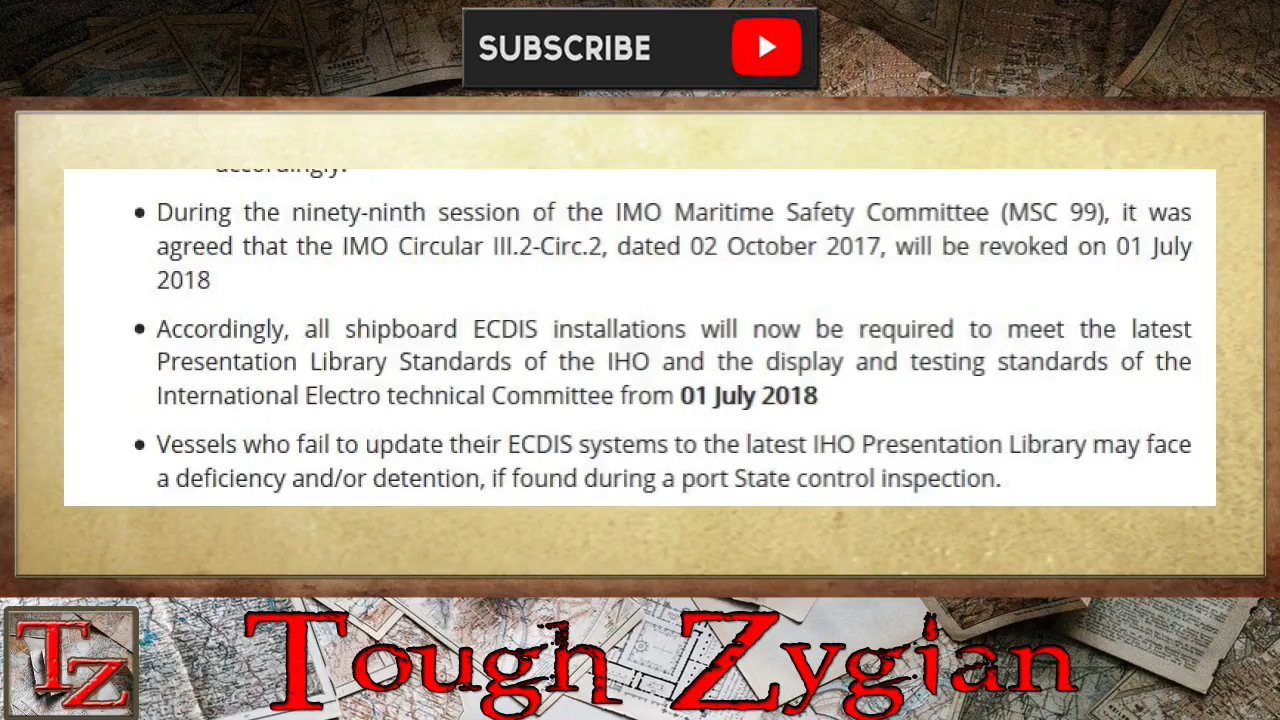 SUBSCRIBE
accordingly.
• During the ninety-ninth session of the IMO Maritime Safety Committee (MSC 99), it was
agreed that the IMO Circular III.2-Circ.2, dated 02 October 2017, will be revoked on 01 July
2018
• Accordingly, all shipboard ECDIS installations will now be required to meet the latest
Presentation Library Standards of the IHO and the display and testing standards of the
International Electro technical Committee from 01 July 2018
• Vessels who fail to update their ECDIS systems to the latest IHO Presentation Library may face
a deficiency and/or detention, if found during a port State control inspection.
TZ
Tough Zygian